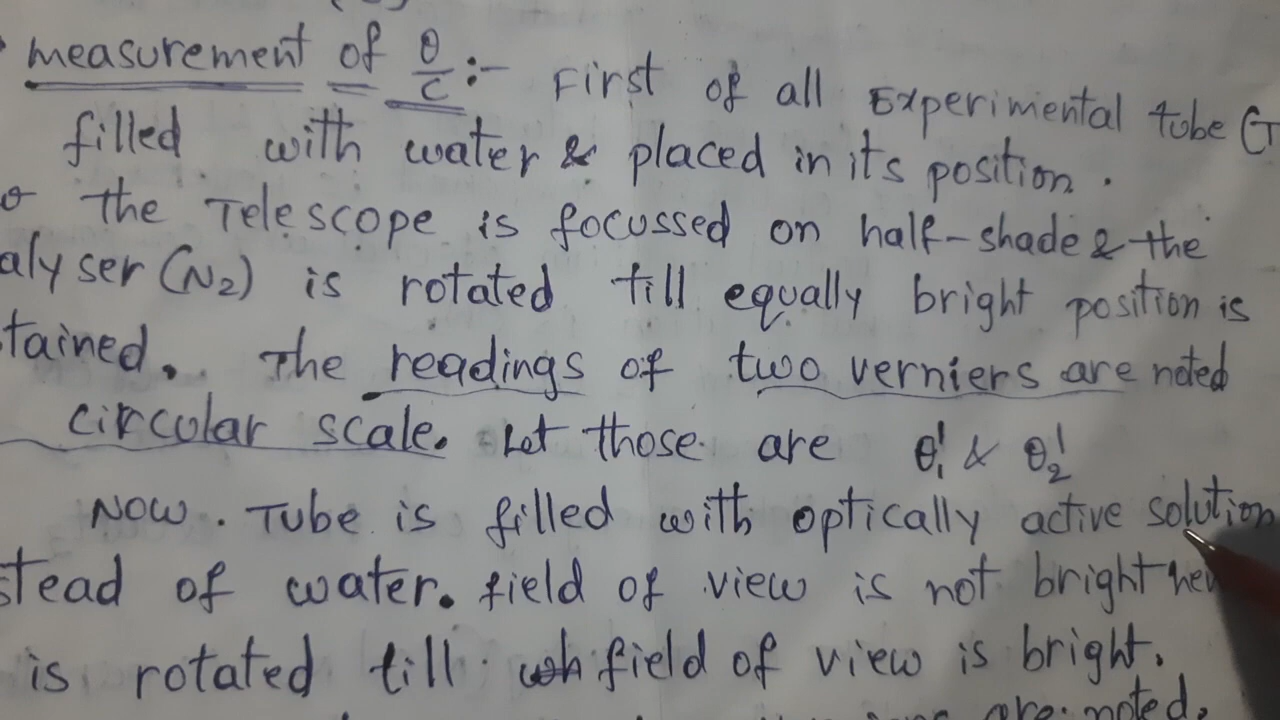 measurement of θ/c :- First of all Experimental tube (T
filled with water & placed in its position.
the Telescope is focussed on half-shade & the
alyser (N₂) is rotated till equally bright position is
tained. The readings of two verniers are noted
circular scale. Let those are θ₁' & θ₂'
Now. Tube is filled with optically active solution
stead of water. field of view is not bright
is rotated till field of view is bright.
are noted.